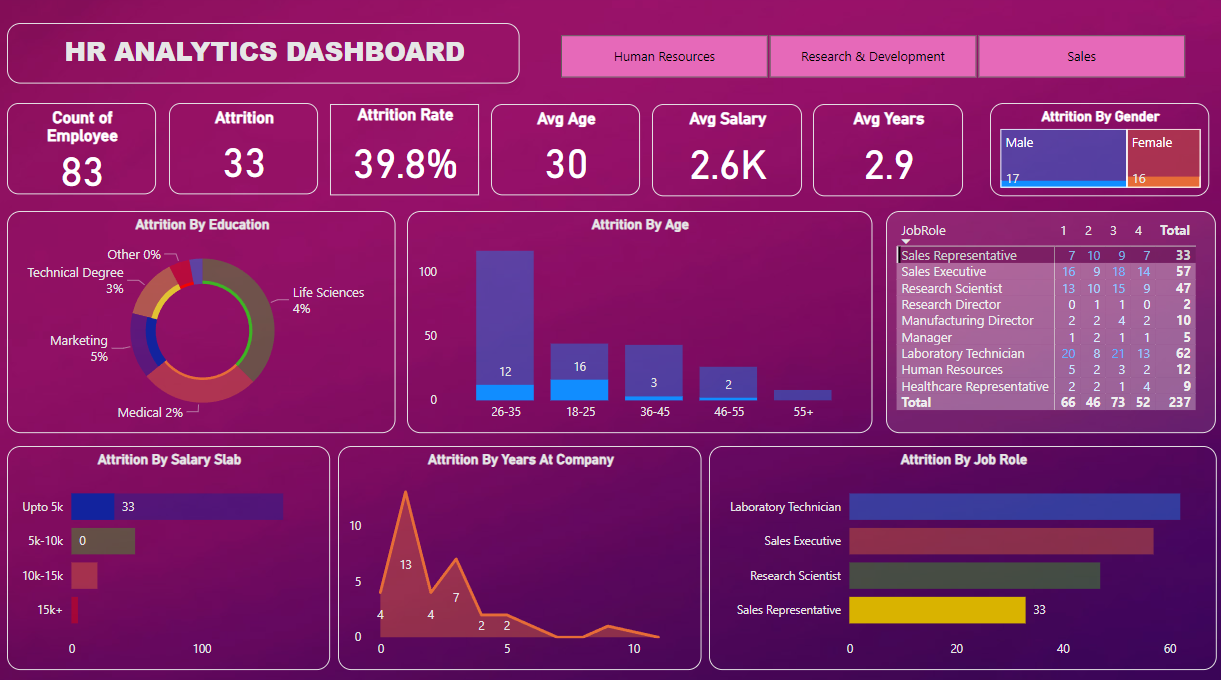 HR ANALYTICS DASHBOARD
Human Resources
Research & Development
Sales
Count of
Employee
83
Attrition
33
Attrition Rate
39.8%
Avg Age
30
Avg Salary
2.6K
Avg Years
2.9
Attrition By Gender
Male
17
Female
16
Attrition By Education
Other 0%
Technical Degree
3%
Life Sciences
4%
Marketing
5%
Medical 2%
Attrition By Age
100
50
0
12
16
3
2
26-35
18-25
36-45
46-55
55+
JobRole 1 2 3 4 Total
Sales Representative 7 10 9 7 33
Sales Executive 16 9 18 14 57
Research Scientist 13 10 15 9 47
Research Director 0 1 1 0 2
Manufacturing Director 2 2 4 2 10
Manager 1 2 1 1 5
Laboratory Technician 20 8 21 13 62
Human Resources 5 2 3 2 12
Healthcare Representative 2 2 1 4 9
Total 66 46 73 52 237
Attrition By Salary Slab
Upto 5k 33
5k-10k 0
10k-15k
15k+
0 100
Attrition By Years At Company
10
5
0
4
13
4
7
2
2
0 5 10
Attrition By Job Role
Laboratory Technician
Sales Executive
Research Scientist
Sales Representative 33
0 20 40 60